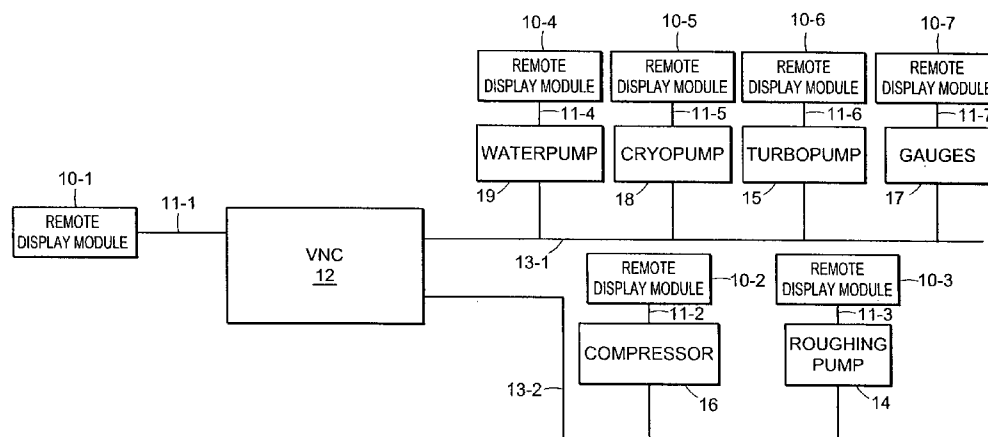 10-4
10-5
10-6
10-7
REMOTE
DISPLAY MODULE
REMOTE
DISPLAY MODULE
REMOTE
DISPLAY MODULE
REMOTE
DISPLAY MODULE
11-4
11-5
11-6
11-7
WATERPUMP
CRYOPUMP
TURBOPUMP
GAUGES
19
18
15
17
10-1
REMOTE
DISPLAY MODULE
11-1
VNC
12
13-1
REMOTE
DISPLAY MODULE
10-2
REMOTE
DISPLAY MODULE
10-3
11-2
11-3
COMPRESSOR
ROUGHING
PUMP
13-2
16
14